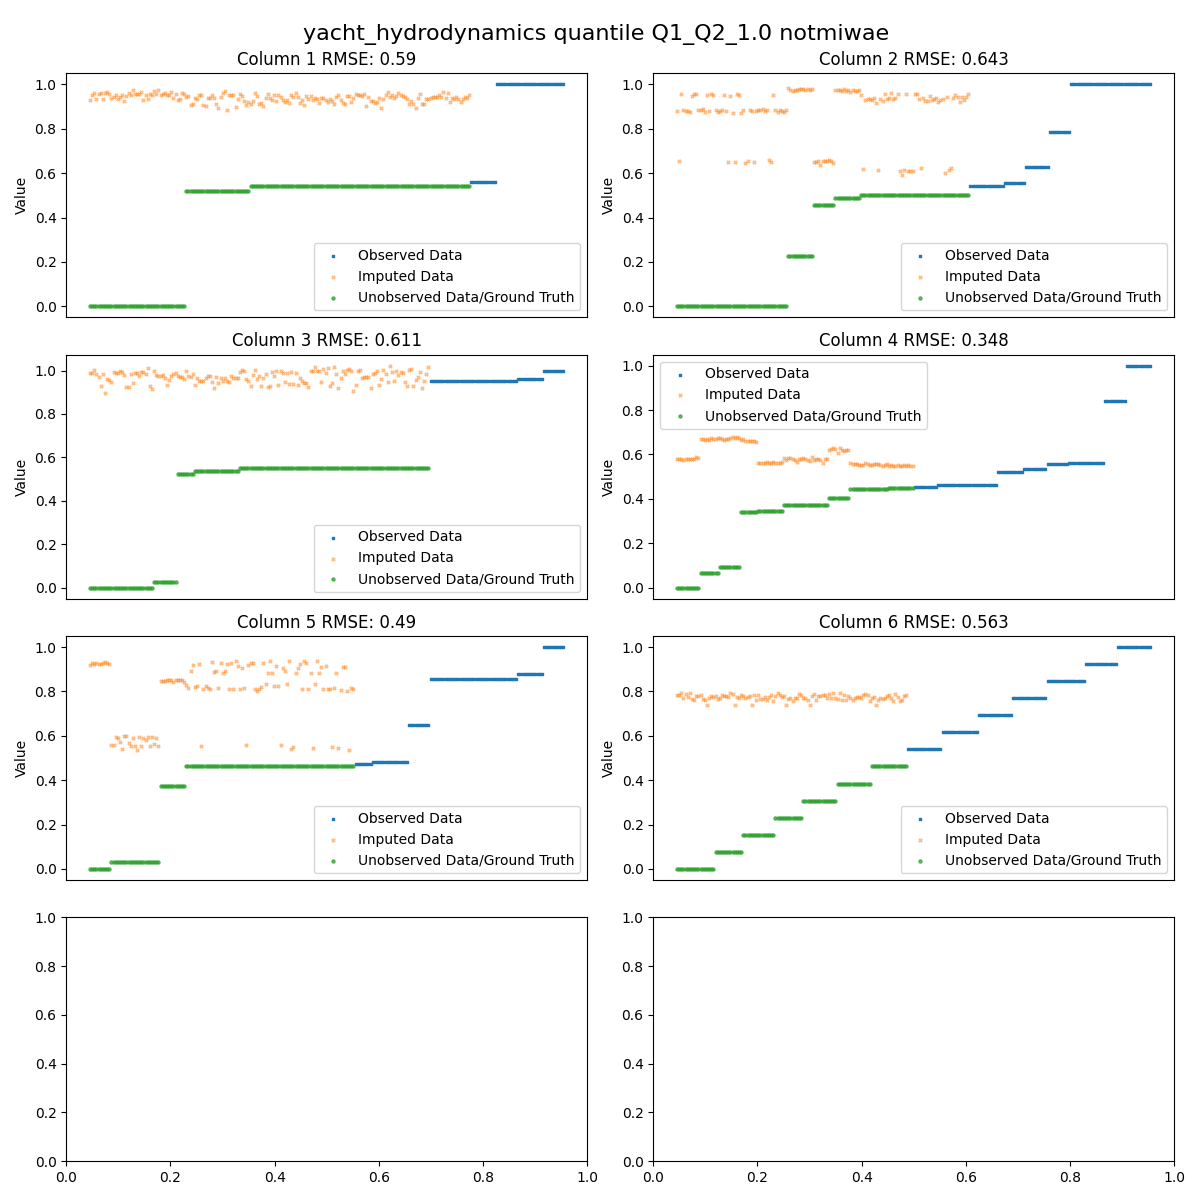 yacht_hydrodynamics quantile Q1_Q2_1.0 notmiwae
Column 1 RMSE: 0.59
Value
1.0
0.8
0.6
0.4
0.2
0.0
Observed Data
Imputed Data
Unobserved Data/Ground Truth
Column 2 RMSE: 0.643
Value
1.0
0.8
0.6
0.4
0.2
0.0
Observed Data
Imputed Data
Unobserved Data/Ground Truth
Column 3 RMSE: 0.611
Value
1.0
0.8
0.6
0.4
0.2
0.0
Observed Data
Imputed Data
Unobserved Data/Ground Truth
Column 4 RMSE: 0.348
Value
1.0
0.8
0.6
0.4
0.2
0.0
Observed Data
Imputed Data
Unobserved Data/Ground Truth
Column 5 RMSE: 0.49
Value
1.0
0.8
0.6
0.4
0.2
0.0
Observed Data
Imputed Data
Unobserved Data/Ground Truth
Column 6 RMSE: 0.563
Value
1.0
0.8
0.6
0.4
0.2
0.0
Observed Data
Imputed Data
Unobserved Data/Ground Truth
1.0
0.8
0.6
0.4
0.2
0.0
0.0 0.2 0.4 0.6 0.8 1.0
1.0
0.8
0.6
0.4
0.2
0.0
0.0 0.2 0.4 0.6 0.8 1.0